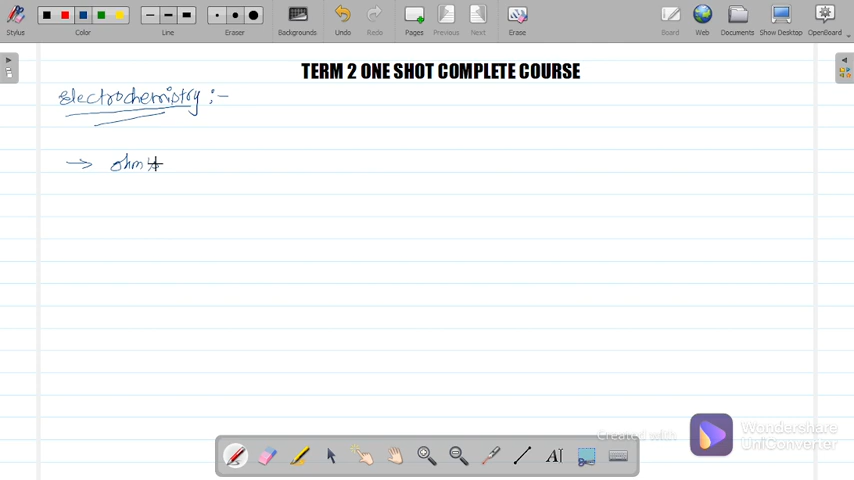 Stylus Color Line Eraser Backgrounds Undo Redo Pages Previous Next Erase Board Web Documents Show Desktop OpenBoard
TERM 2 ONE SHOT COMPLETE COURSE
Electrochemistry :-
→ ohm
Created with Wondershare UniConverter